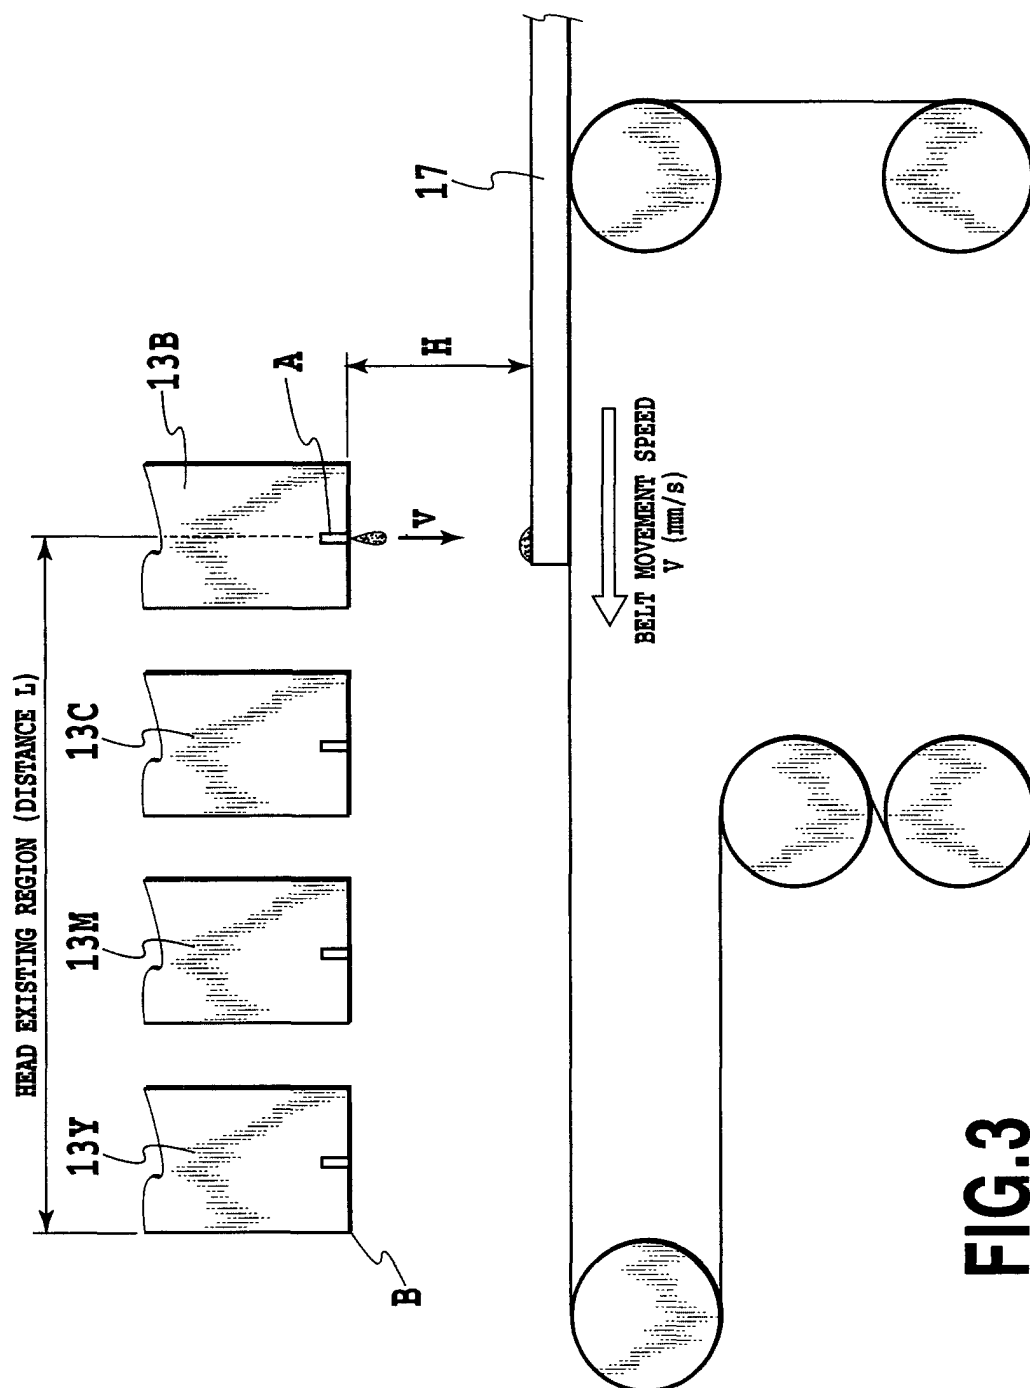 HEAD EXISTING REGION (DISTANCE L)
13Y
13M
13C
13B
A
B
V
H
17
BELT MOVEMENT SPEED
V (mm/s)
FIG.3